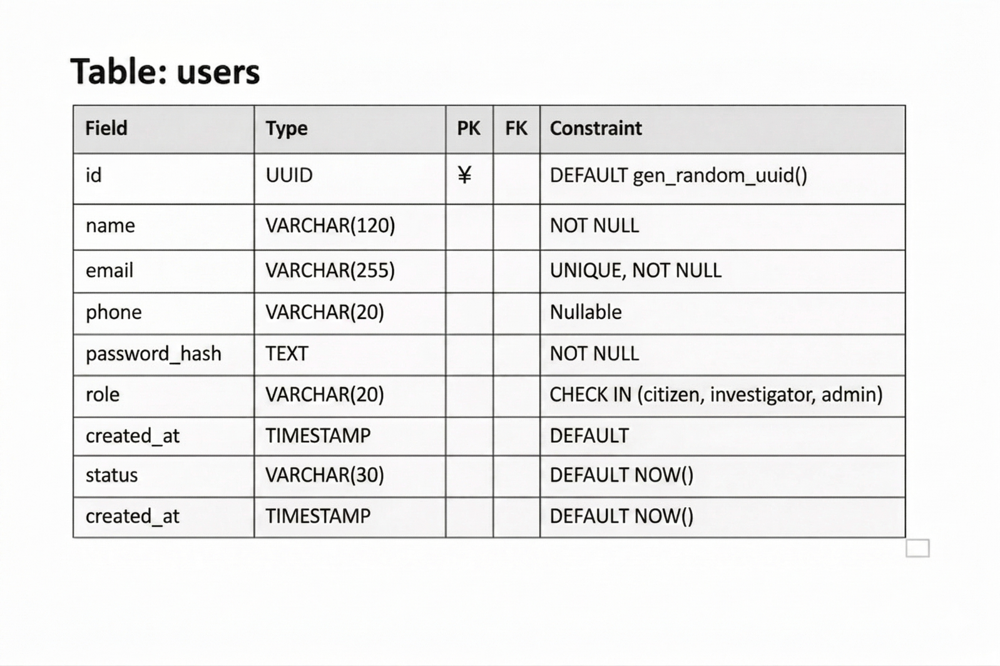 Table: users
Field Type PK FK Constraint
id UUID ¥ DEFAULT gen_random_uuid()
name VARCHAR(120) NOT NULL
email VARCHAR(255) UNIQUE, NOT NULL
phone VARCHAR(20) Nullable
password_hash TEXT NOT NULL
role VARCHAR(20) CHECK IN (citizen, investigator, admin)
created_at TIMESTAMP DEFAULT
status VARCHAR(30) DEFAULT NOW()
created_at TIMESTAMP DEFAULT NOW()